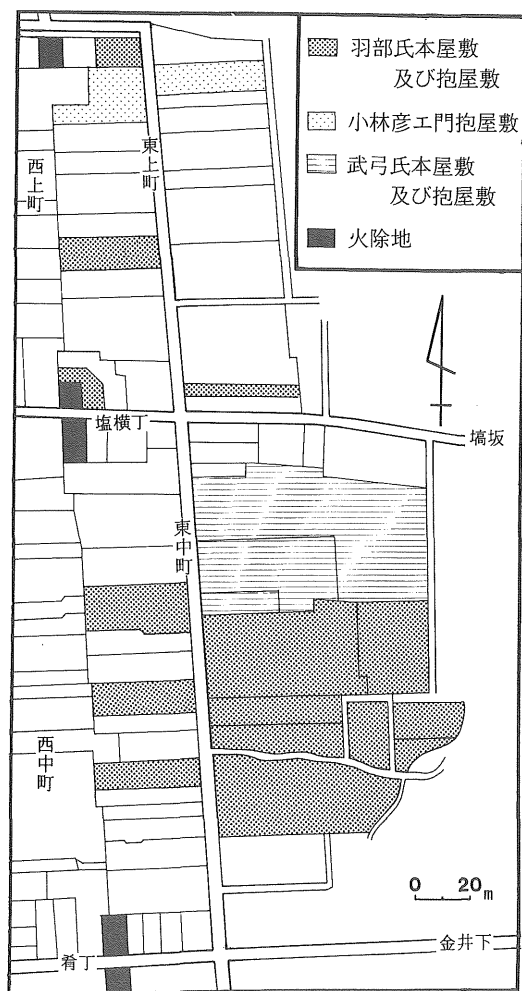 羽部氏本屋敷
及び抱屋敷
小林彦エ門抱屋敷
武弓氏本屋敷
及び抱屋敷
火除地
東上町
西上町
塩横丁
塙坂
東中町
西中町
0 20m
肴丁
金井下